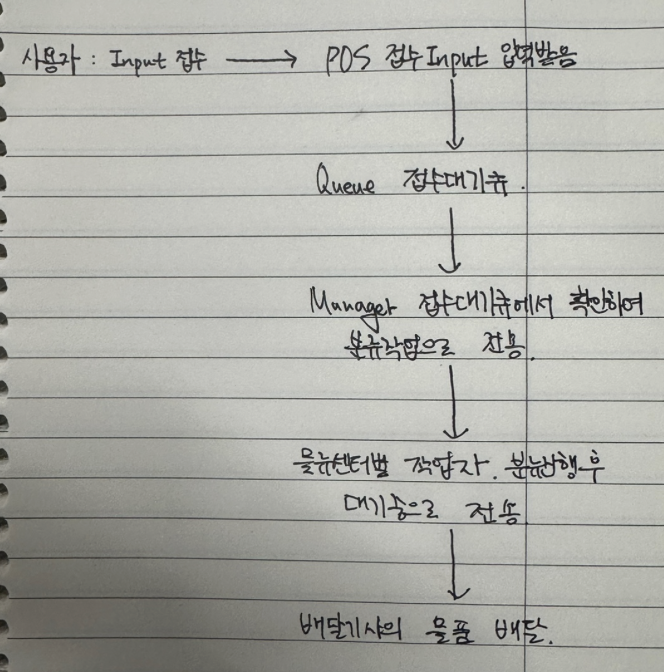 사용자 : Input 접수 → POS 접수 Input 입력받음
Queue 접수대기큐.
Manager 접수대기큐에서 확인하여
분류작업으로 전송.
물류센터별 작업자. 분류산행후
대기중으로 전송
배달기사의 물품 배달.